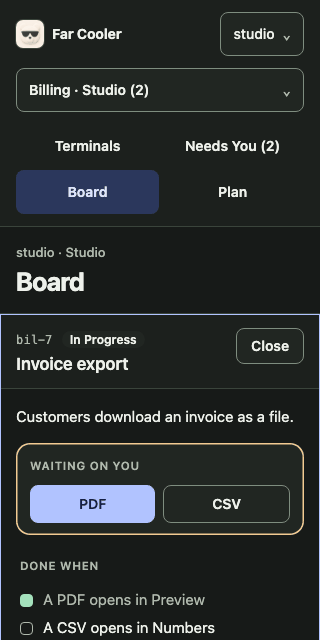 Far Cooler
studio
Billing · Studio (2)
Terminals
Needs You (2)
Board
Plan
studio · Studio
Board
bil-7
In Progress
Close
Invoice export
Customers download an invoice as a file.
WAITING ON YOU
PDF
CSV
DONE WHEN
A PDF opens in Preview
A CSV opens in Numbers